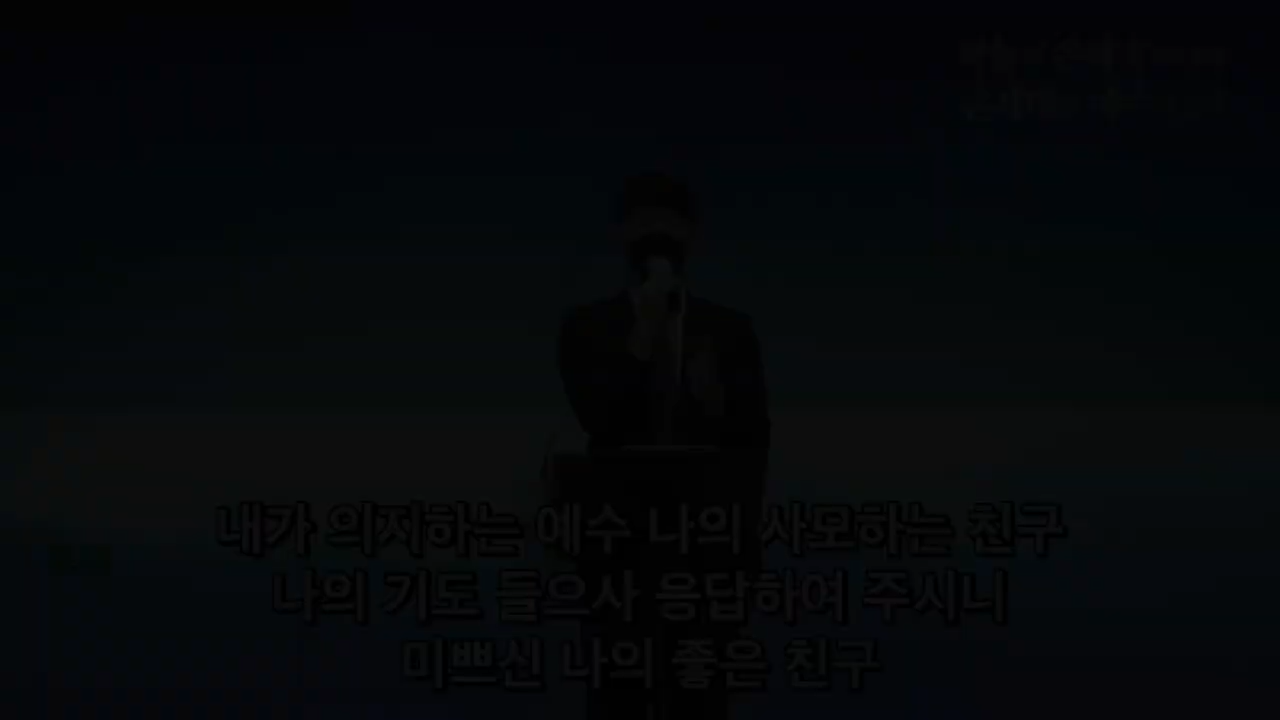 내가 의지하는 예수 나의 사모하는 친구
나의 기도 들으사 응답하여 주시니
미쁘신 나의 좋은 친구